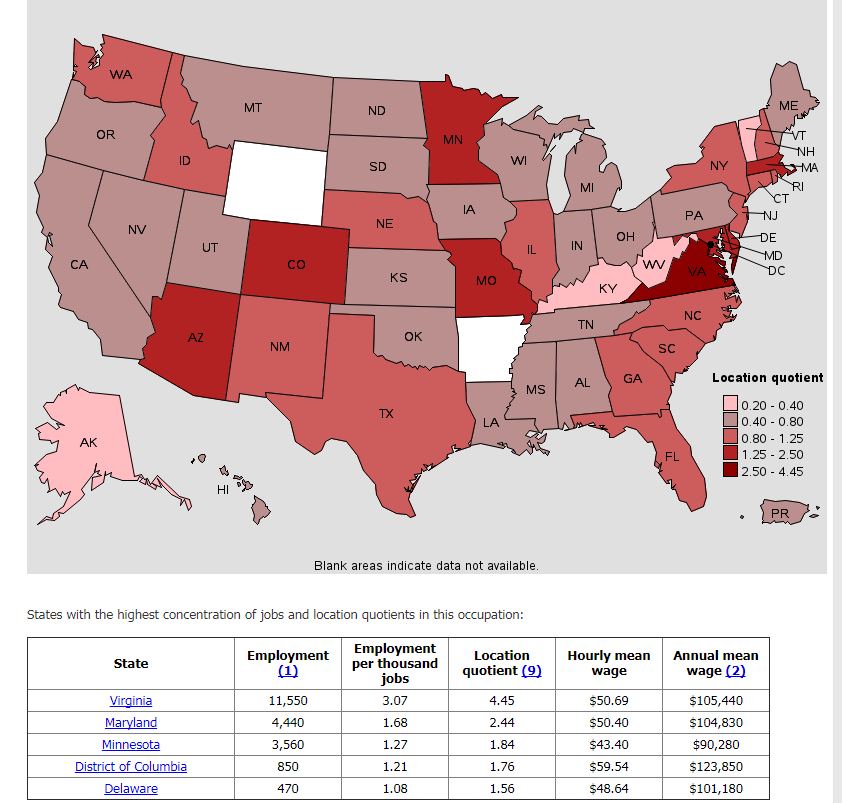 WA
MT
ND
MN
ME
OR
VT
ID
SD
WI
NH
NY
MA
MI
RI
CT
NE
IA
PA
NJ
NV
UT
IL
IN
OH
DE
CA
CO
KS
MO
WV
MD
KY
VA
DC
AZ
NM
OK
TN
NC
SC
MS
AL
GA
TX
LA
AK
FL
HI
PR
Location quotient
0.20 - 0.40
0.40 - 0.80
0.80 - 1.25
1.25 - 2.50
2.50 - 4.45
Blank areas indicate data not available.
States with the highest concentration of jobs and location quotients in this occupation:
State Employment (1) Employment per thousand jobs Location quotient (9) Hourly mean wage Annual mean wage (2)
Virginia 11,550 3.07 4.45 $50.69 $105,440
Maryland 4,440 1.68 2.44 $50.40 $104,830
Minnesota 3,560 1.27 1.84 $43.40 $90,280
District of Columbia 850 1.21 1.76 $59.54 $123,850
Delaware 470 1.08 1.56 $48.64 $101,180